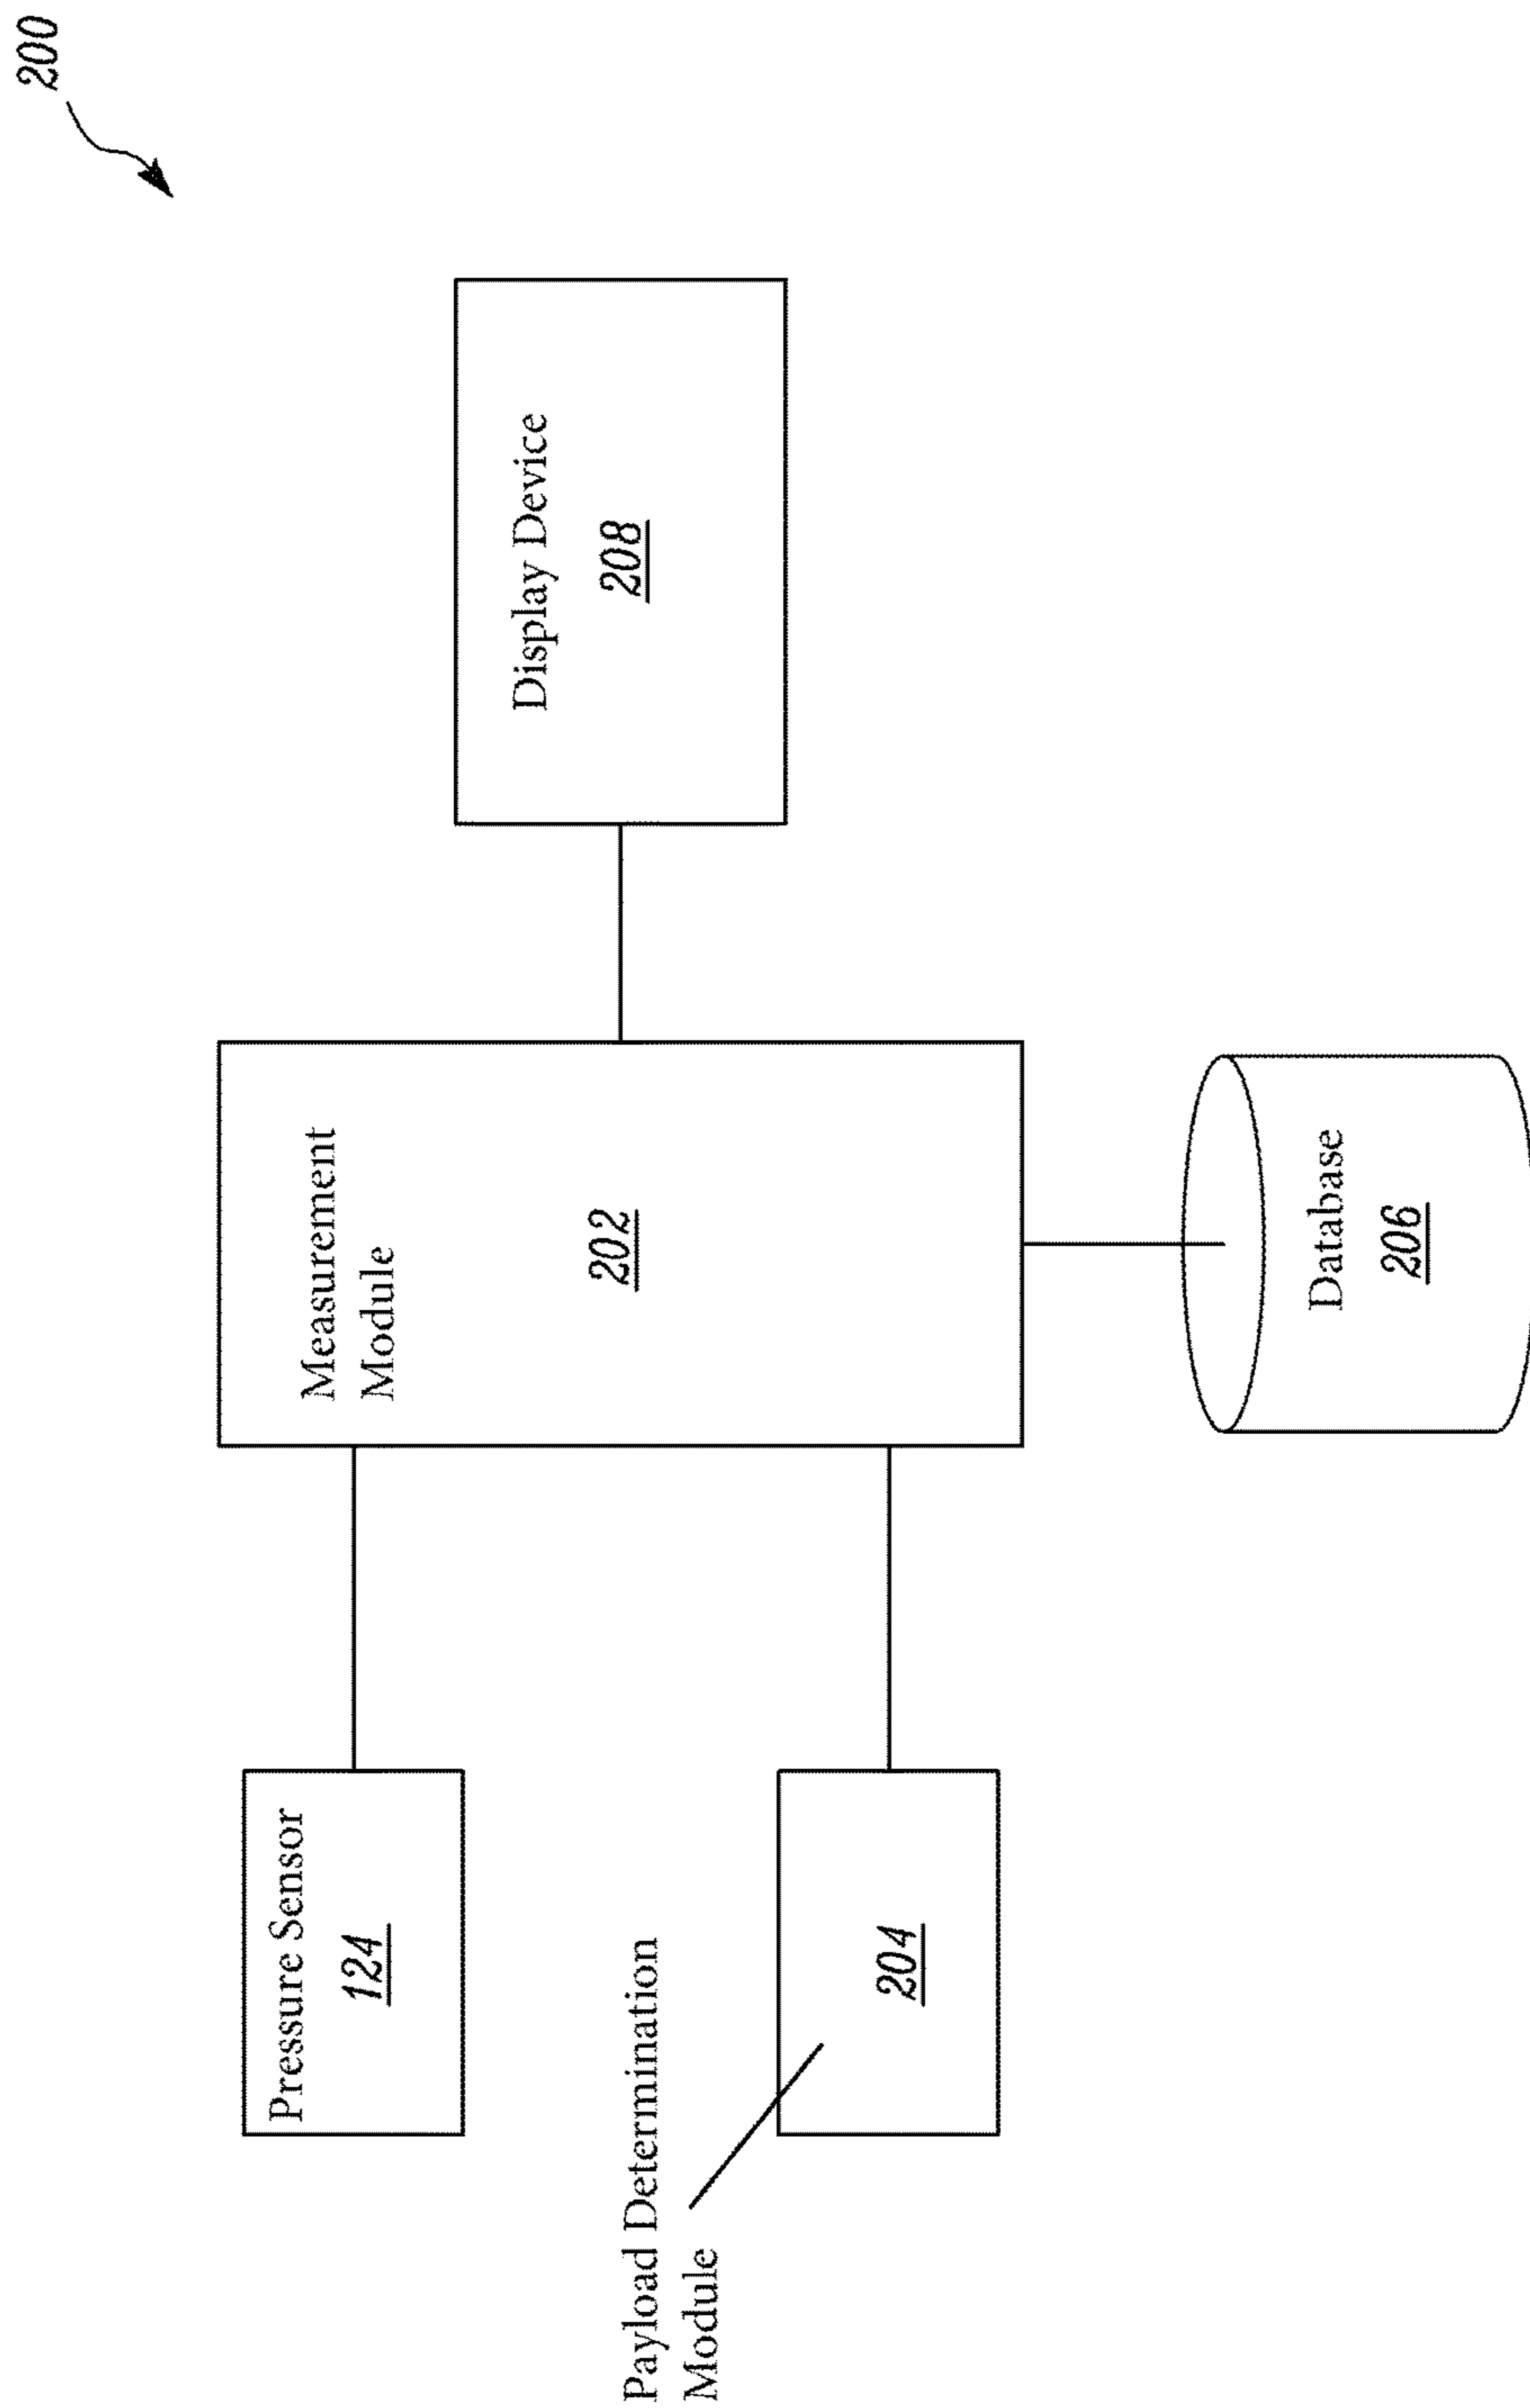 200
Pressure Sensor
124
Payload Determination
Module
204
Measurement
Module
202
Database
206
Display Device
208